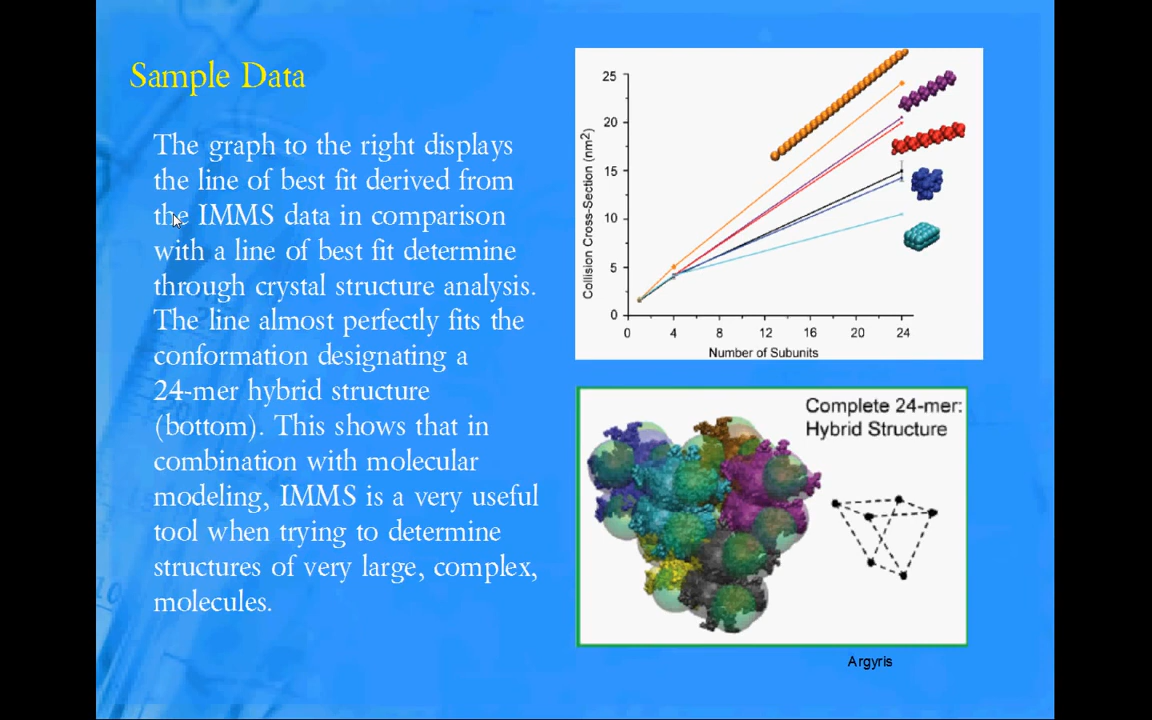 Sample Data
The graph to the right displays
the line of best fit derived from
the IMMS data in comparison
with a line of best fit determine
through crystal structure analysis.
The line almost perfectly fits the
conformation designating a
24-mer hybrid structure
(bottom). This shows that in
combination with molecular
modeling, IMMS is a very useful
tool when trying to determine
structures of very large, complex,
molecules.
Collision Cross-Section (nm²)
25
20
15
10
5
0
0 4 8 12 16 20 24
Number of Subunits
Complete 24-mer:
Hybrid Structure
Argyris